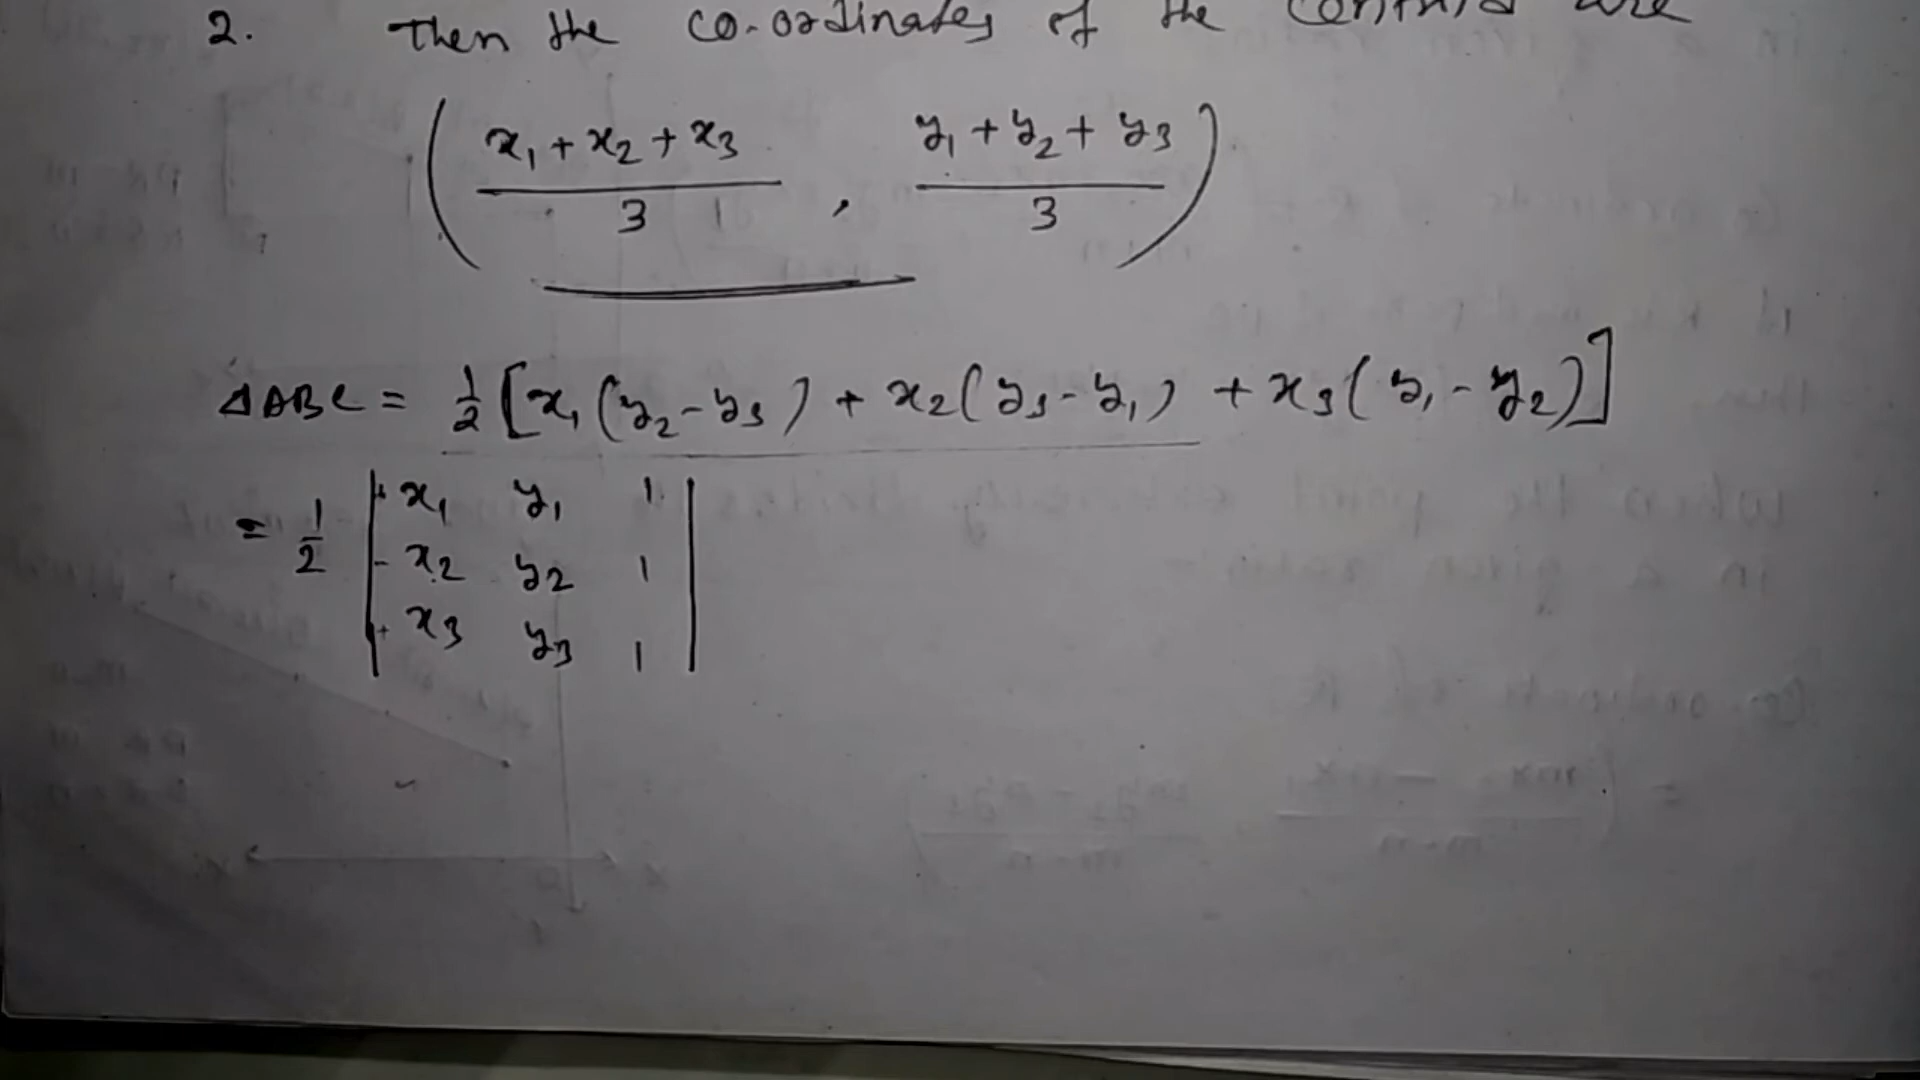 2. Then the co-ordinates of the centroid are
( (x₁ + x₂ + x₃)/3 , (y₁ + y₂ + y₃)/3 )
ΔABC = 1/2 [x₁(y₂-y₃) + x₂(y₃-y₁) + x₃(y₁-y₂)]
= 1/2 | + x₁ y₁ 1 |
| - x₂ y₂ 1 |
| + x₃ y₃ 1 |